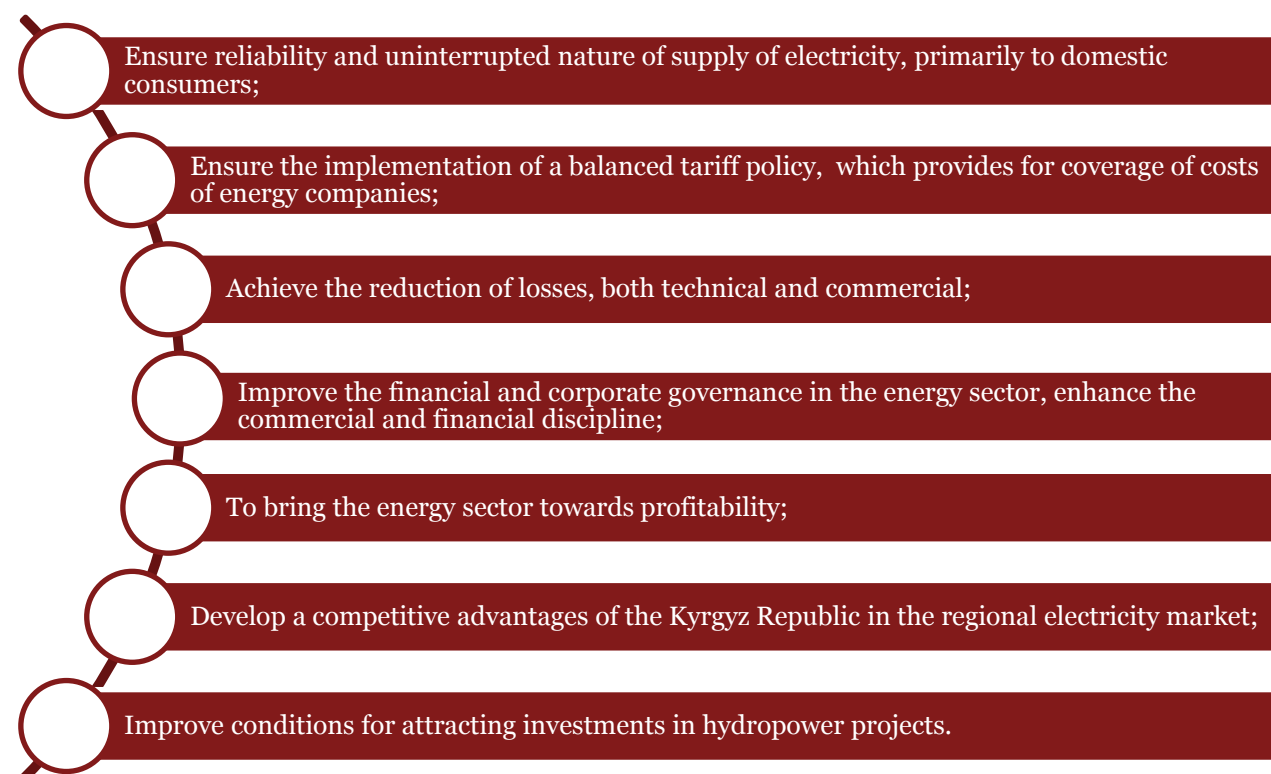 Ensure reliability and uninterrupted nature of supply of electricity, primarily to domestic
consumers;
Ensure the implementation of a balanced tariff policy,  which provides for coverage of costs
of energy companies;
Achieve the reduction of losses, both technical and commercial;
Improve the financial and corporate governance in the energy sector, enhance the
commercial and financial discipline;
To bring the energy sector towards profitability;
Develop a competitive advantages of the Kyrgyz Republic in the regional electricity market;
Improve conditions for attracting investments in hydropower projects.